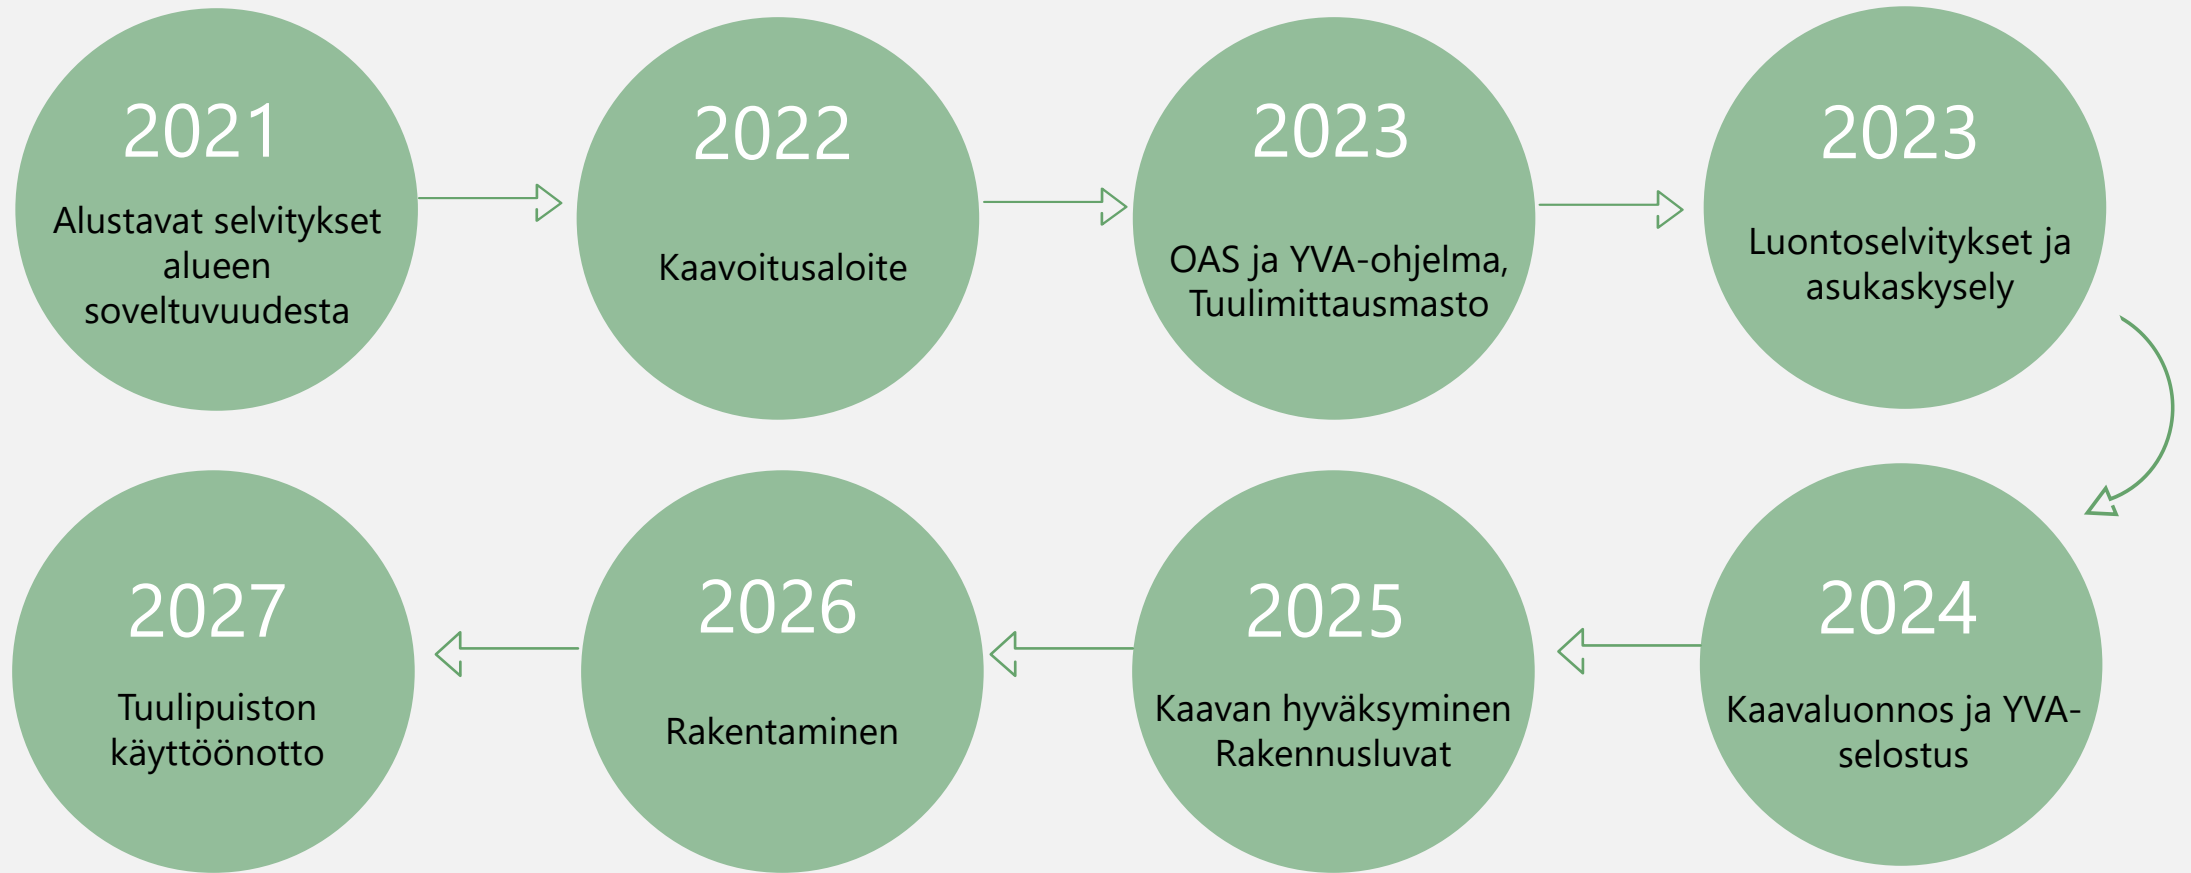 2021
Alustavat selvitykset
alueen
soveltuvuudesta
2022
Kaavoitusaloite
2023
OAS ja YVA-ohjelma,
Tuulimittausmasto
2023
Luontoselvitykset ja
asukaskysely
2024
Kaavaluonnos ja YVA-
selostus
2025
Kaavan hyväksyminen
Rakennusluvat
2026
Rakentaminen
2027
Tuulipuiston
käyttöönotto